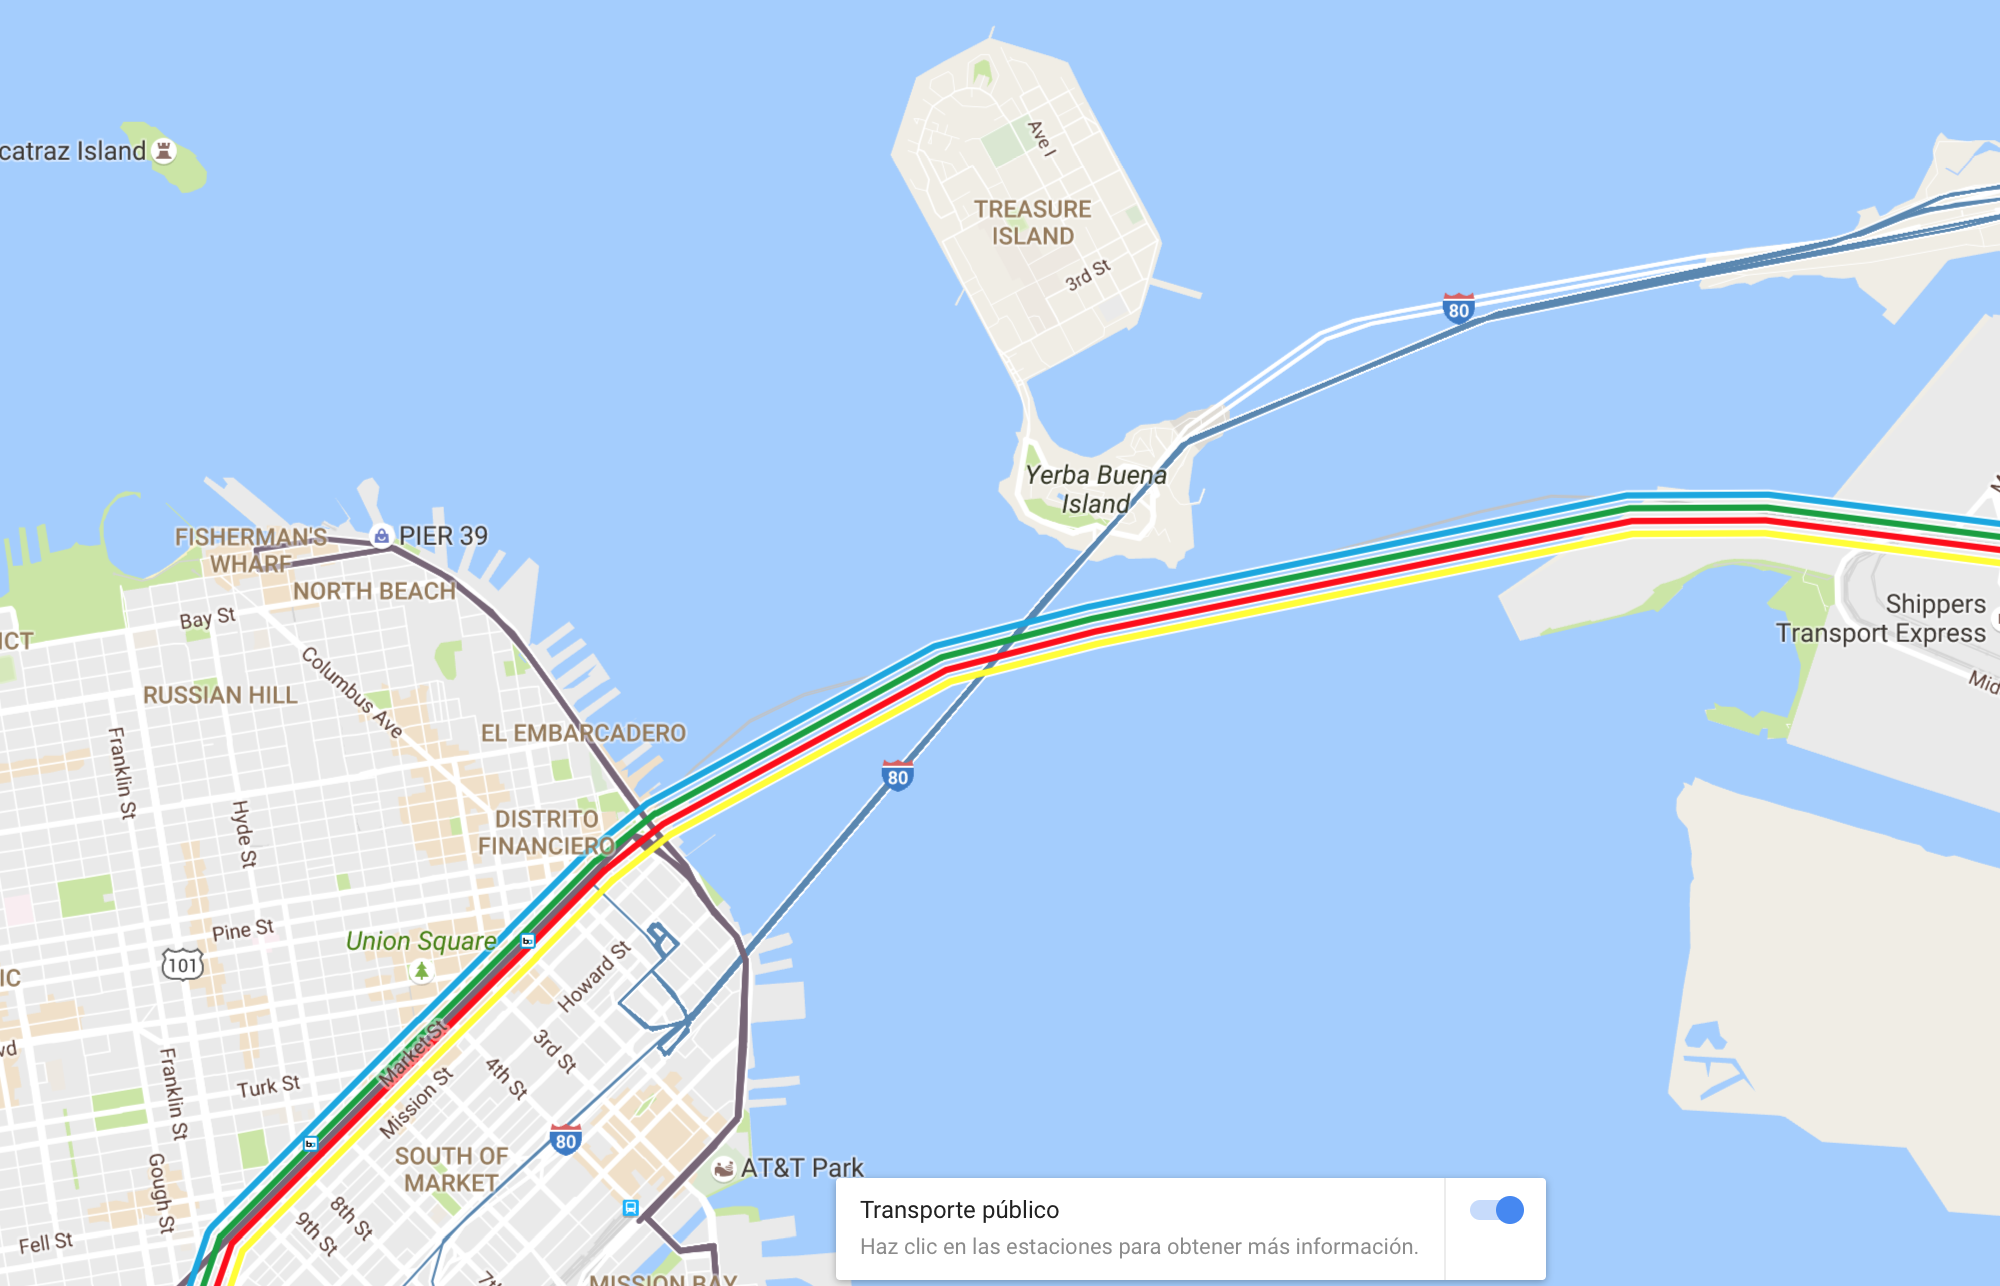 catraz Island
Ave I
TREASURE
ISLAND
3rd St
80
Yerba Buena
Island
PIER 39
FISHERMAN'S
WHARF
NORTH BEACH
Bay St
ICT
Columbus Ave
RUSSIAN HILL
Shippers
Transport Express
Mid
Franklin St
EL EMBARCADERO
80
Hyde St
DISTRITO
FINANCIERO
Pine St
Union Square
101
IC
Howard St
3rd St
Market St
vd
4th St
Turk St
Mission St
Franklin St
80
SOUTH OF
MARKET
AT&T Park
Gough St
8th St
9th St
Fell St
7th
MISSION BAY
Transporte público
Haz clic en las estaciones para obtener más información.